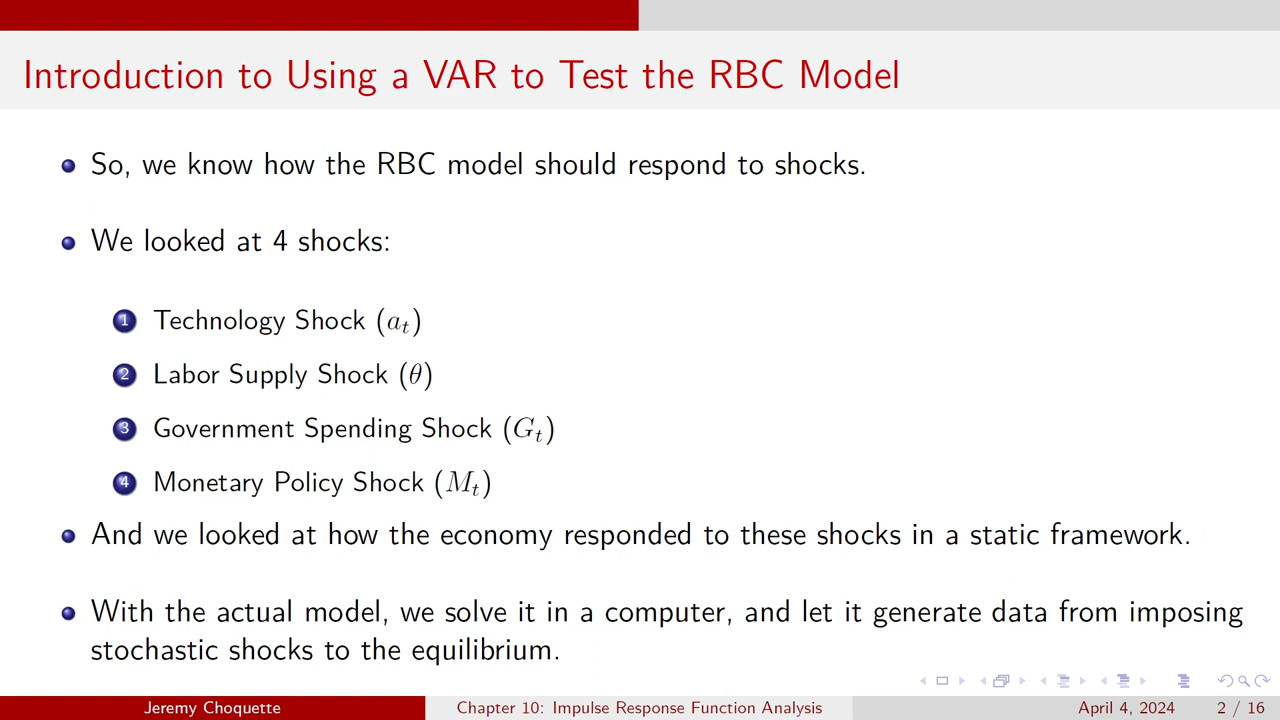 Introduction to Using a VAR to Test the RBC Model
So, we know how the RBC model should respond to shocks.
We looked at 4 shocks:
1 Technology Shock (a_t)
2 Labor Supply Shock (θ)
3 Government Spending Shock (G_t)
4 Monetary Policy Shock (M_t)
And we looked at how the economy responded to these shocks in a static framework.
With the actual model, we solve it in a computer, and let it generate data from imposing
stochastic shocks to the equilibrium.
Jeremy Choquette Chapter 10: Impulse Response Function Analysis April 4, 2024 2 / 16